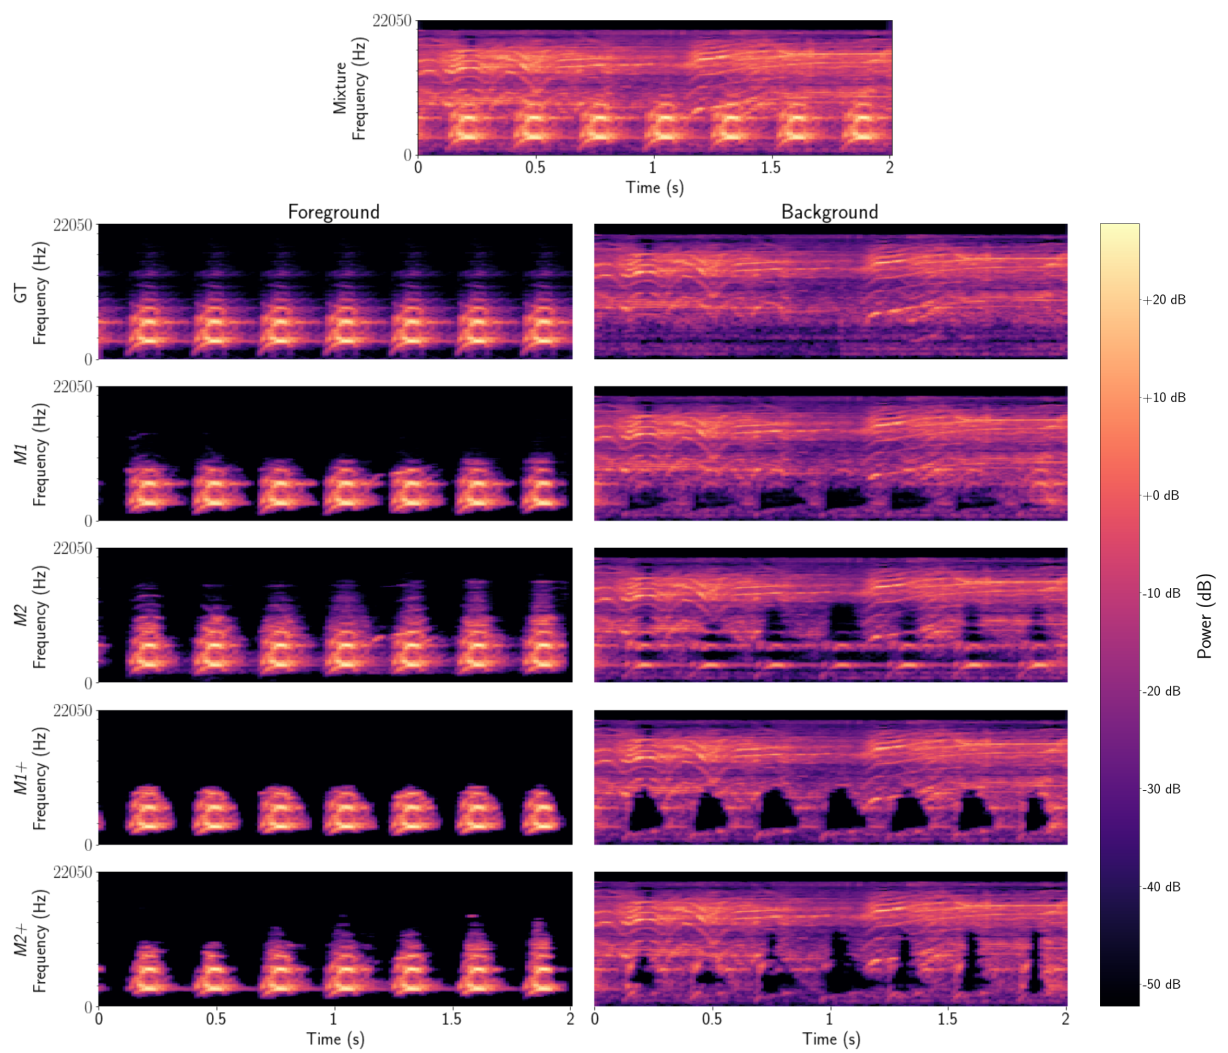 22050
Mixture
Frequency (Hz)
0
0 0.5 1 1.5 2
Time (s)
Foreground Background
22050
GT
Frequency (Hz)
0
22050
M1
Frequency (Hz)
0
22050
M2
Frequency (Hz)
0
22050
M1+
Frequency (Hz)
0
22050
M2+
Frequency (Hz)
0
0 0.5 1 1.5 2
Time (s)
0 0.5 1 1.5 2
Time (s)
+20 dB
+10 dB
+0 dB
-10 dB
-20 dB
-30 dB
-40 dB
-50 dB
Power (dB)